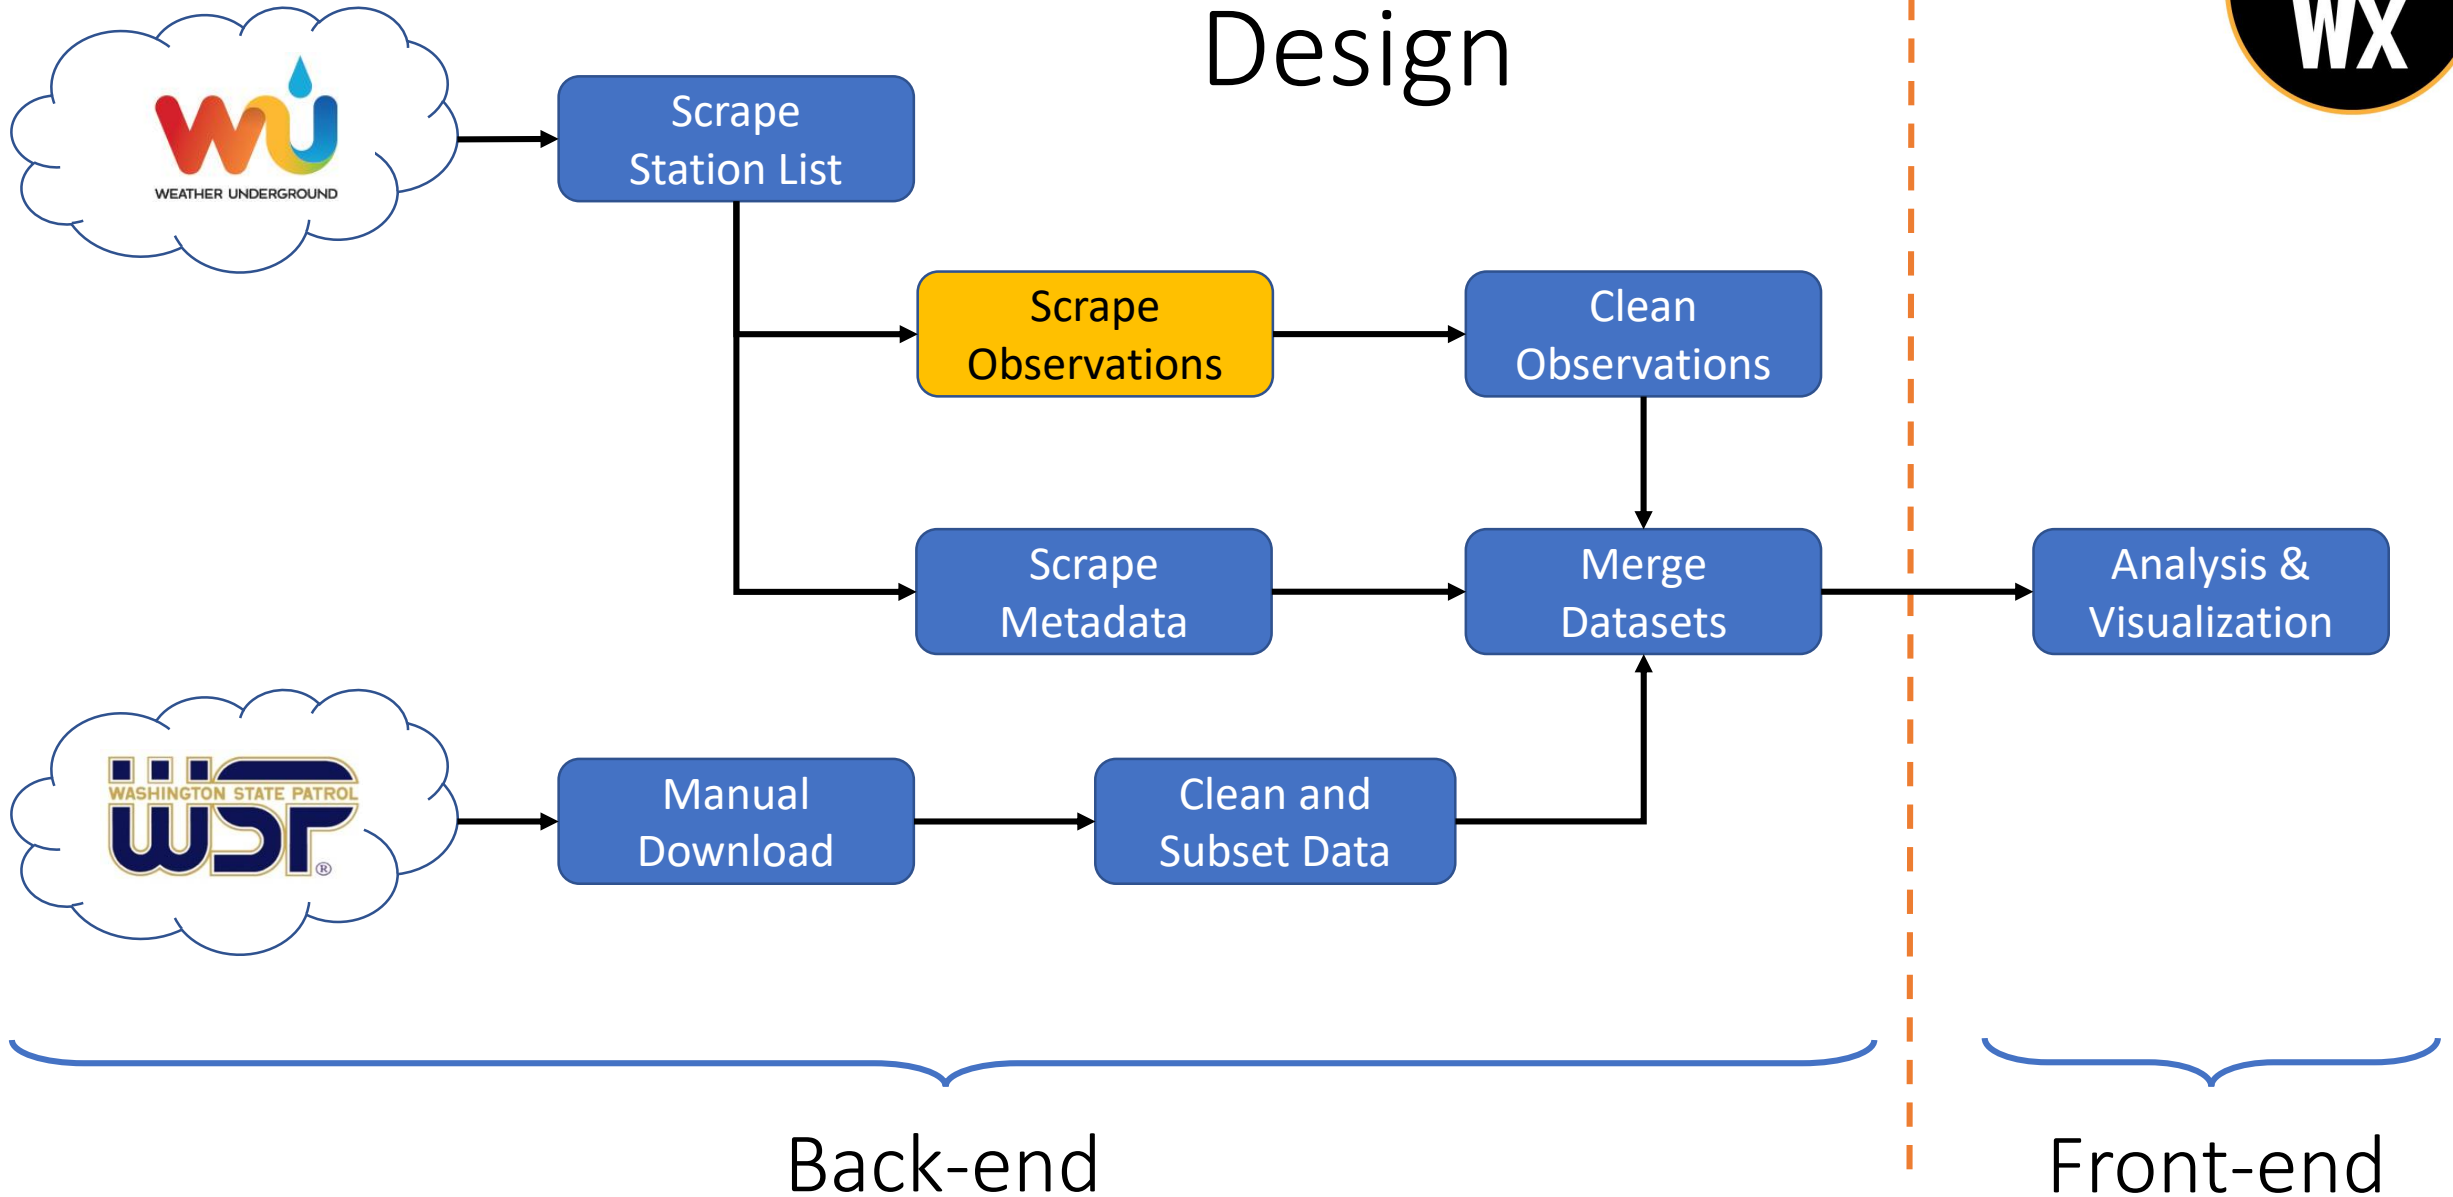 Design
WX
WEATHER UNDERGROUND
Scrape
Station List
Scrape
Observations
Clean
Observations
Scrape
Metadata
Merge
Datasets
Analysis &
Visualization
WASHINGTON STATE PATROL
WSP®
Manual
Download
Clean and
Subset Data
Back-end
Front-end